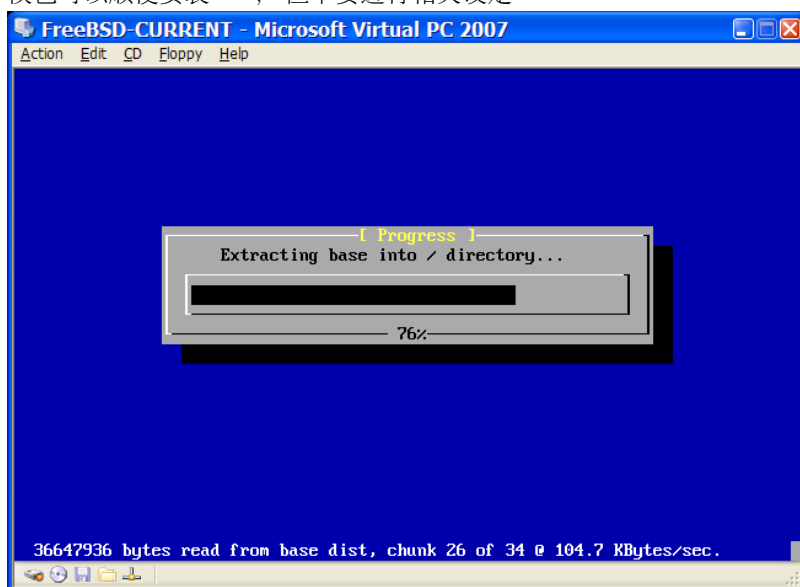 FreeBSD-CURRENT - Microsoft Virtual PC 2007
Action Edit CD Floppy Help
[ Progress ]
Extracting base into / directory...
76%
36647936 bytes read from base dist, chunk 26 of 34 @ 104.7 KBytes/sec.